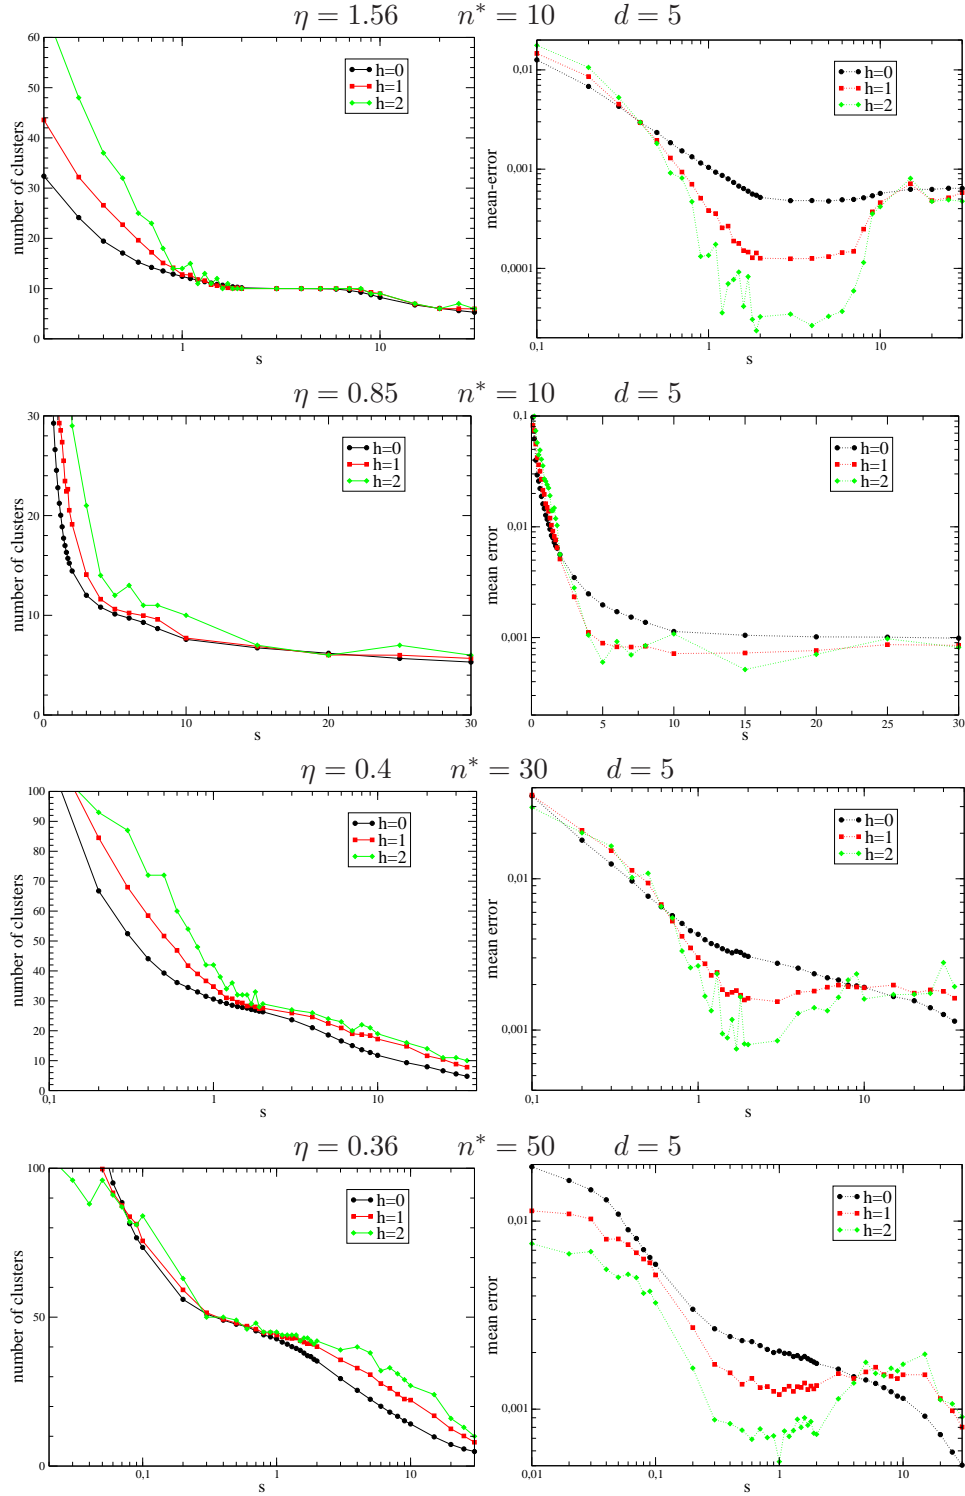 η = 1.56 n* = 10 d = 5
number of clusters
60
50
40
30
20
10
0
h=0
h=1
h=2
1
10
s
mean-error
0,01
0,001
0,0001
h=0
h=1
h=2
0,1
1
10
s
η = 0.85 n* = 10 d = 5
number of clusters
30
20
10
0
h=0
h=1
h=2
0
10
20
30
s
mean error
0,1
0,01
0,001
h=0
h=1
h=2
0
5
10
15
20
25
30
s
η = 0.4 n* = 30 d = 5
number of clusters
100
90
80
70
60
50
40
30
20
10
0
h=0
h=1
h=2
0,1
1
10
s
mean error
0,01
0,001
h=0
h=1
h=2
0,1
1
10
s
η = 0.36 n* = 50 d = 5
number of clusters
100
50
0
h=0
h=1
h=2
0,1
1
10
s
mean error
0,01
0,001
h=0
h=1
h=2
0,01
0,1
1
10
s